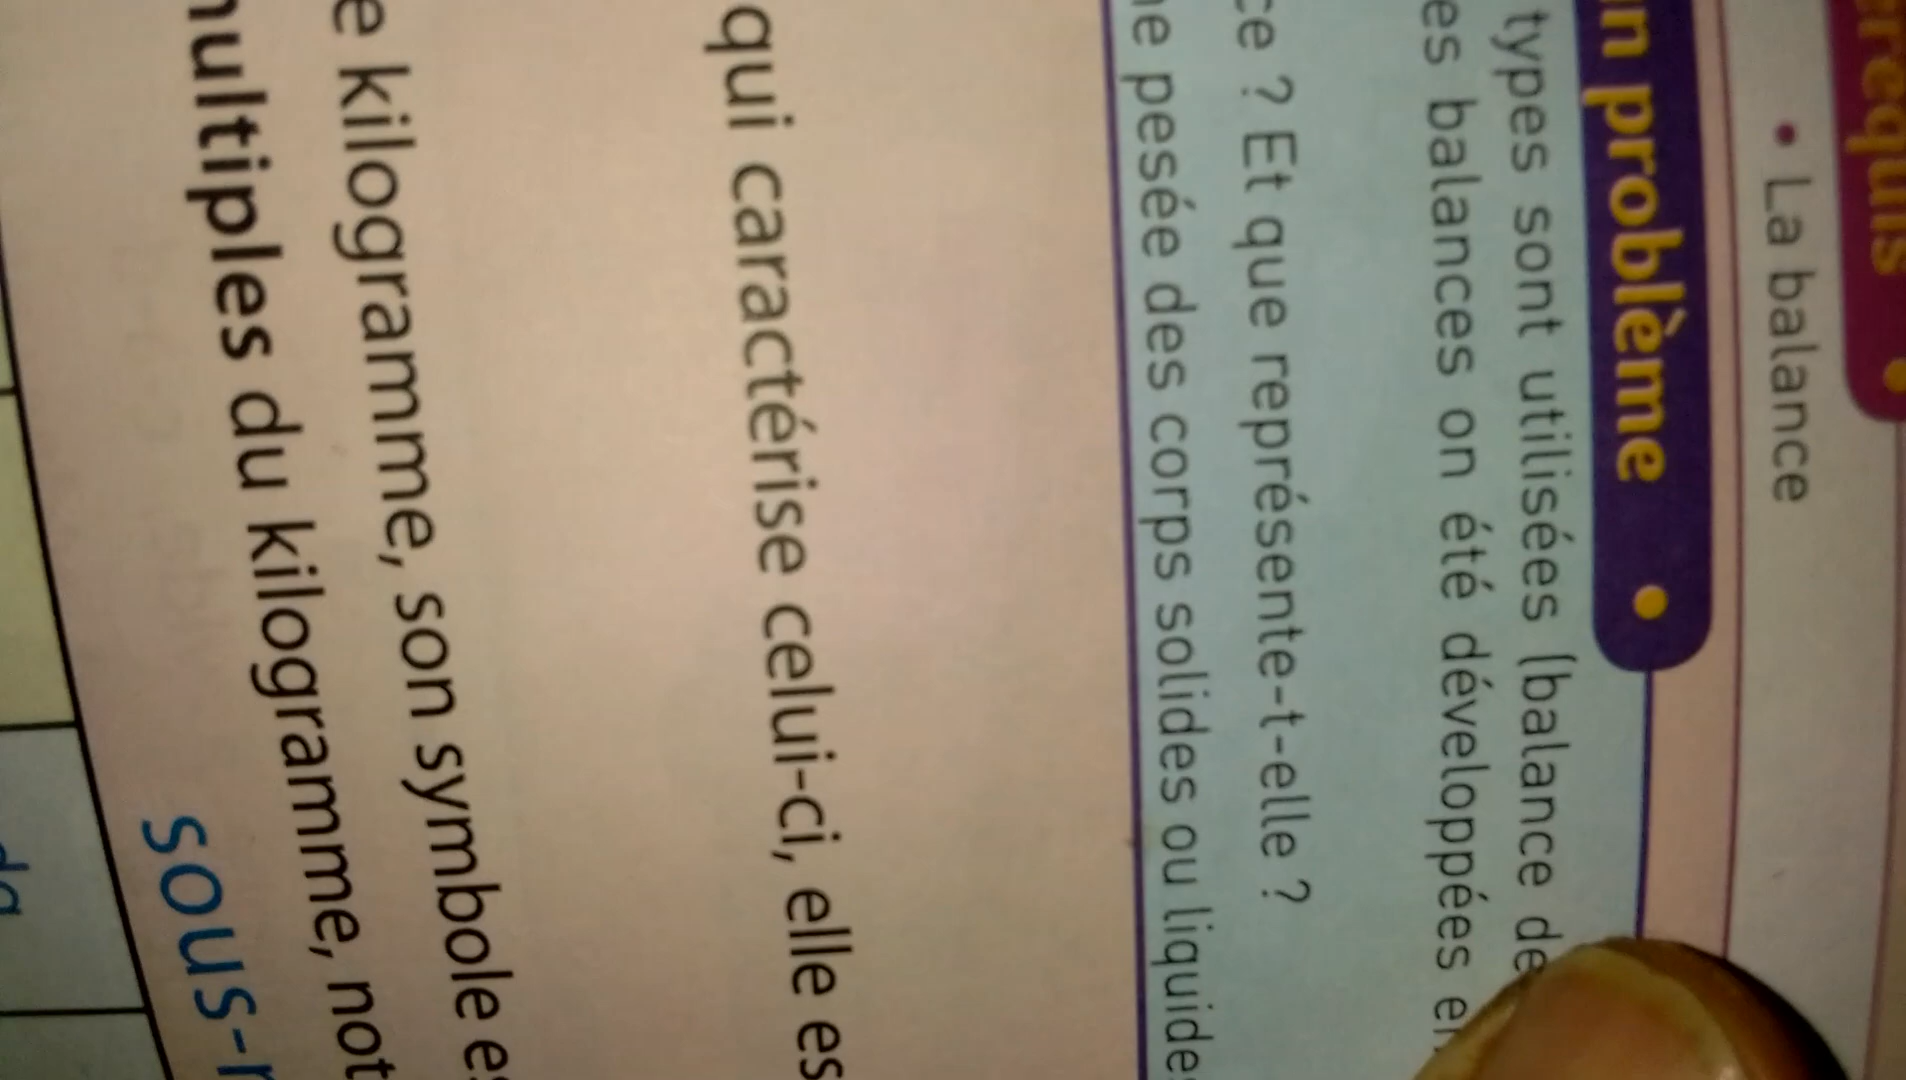 requis
• La balance
n problème
types sont utilisées (balance de
es balances on été développées
ce ? Et que représente-t-elle ?
ne pesée des corps solides ou liquides
qui caractérise celui-ci, elle es
e kilogramme, son symbole es
multiples du kilogramme, not
sous-